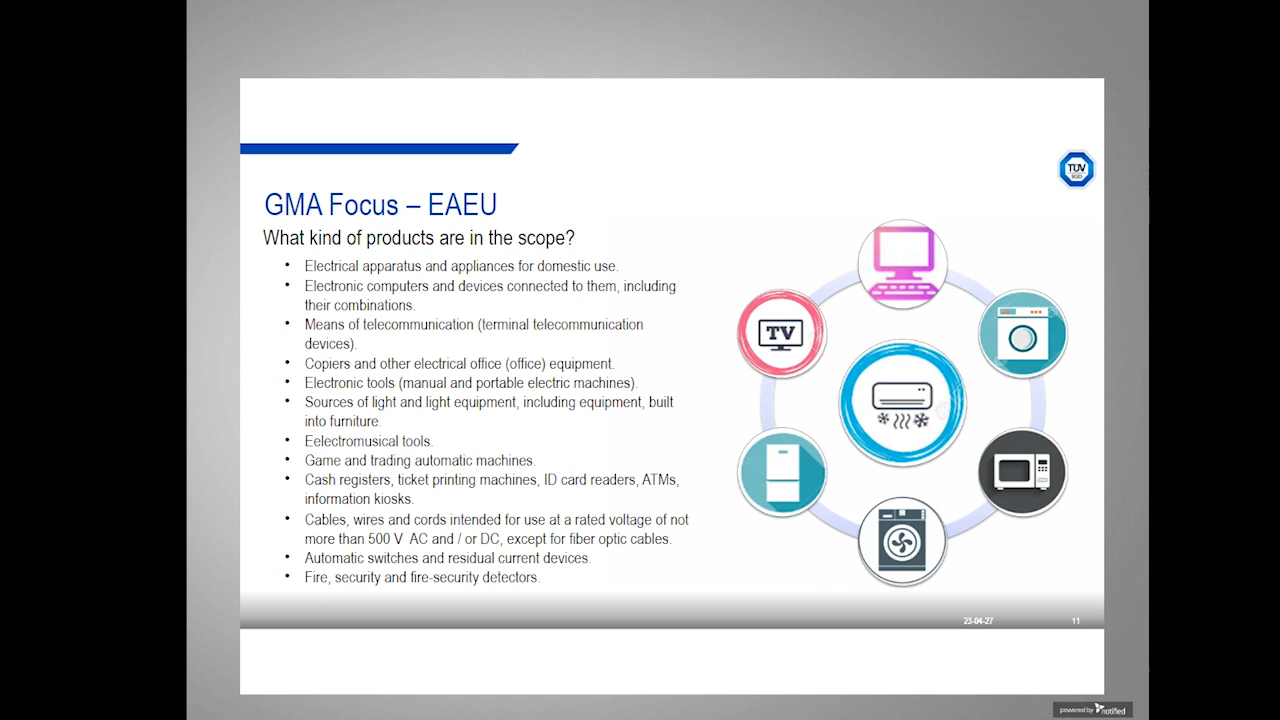 TÜV
SÜD
GMA Focus – EAEU
What kind of products are in the scope?
• Electrical apparatus and appliances for domestic use.
• Electronic computers and devices connected to them, including
their combinations.
• Means of telecommunication (terminal telecommunication
devices).
• Copiers and other electrical office (office) equipment.
• Electronic tools (manual and portable electric machines).
• Sources of light and light equipment, including equipment, built
into furniture.
• Eelectromusical tools.
• Game and trading automatic machines.
• Cash registers, ticket printing machines, ID card readers, ATMs,
information kiosks.
• Cables, wires and cords intended for use at a rated voltage of not
more than 500 V AC and / or DC, except for fiber optic cables.
• Automatic switches and residual current devices.
• Fire, security and fire-security detectors.
TV
23-04-27
11
powered by notified